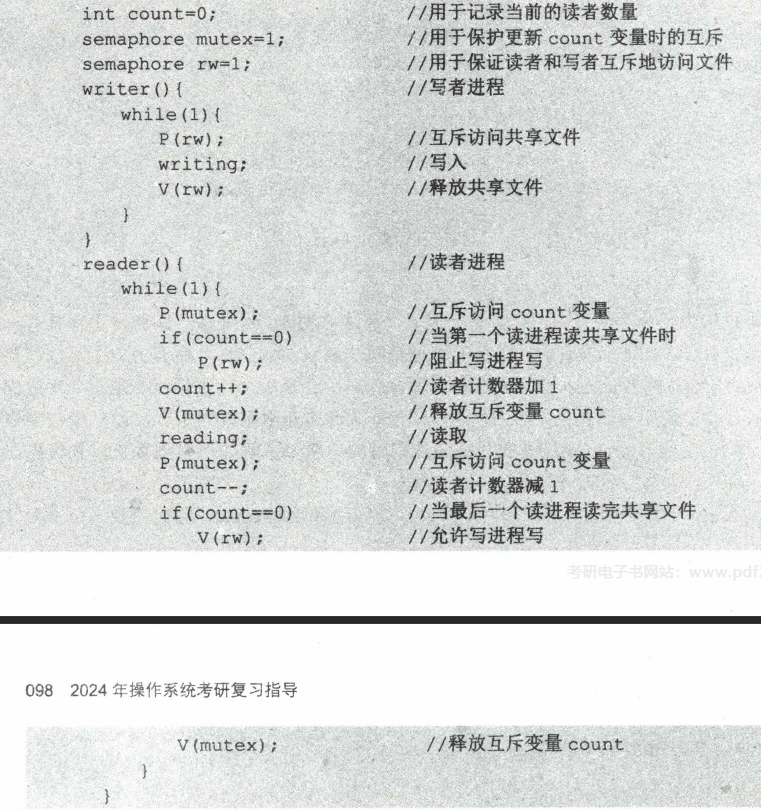 int count=0; //用于记录当前的读者数量
semaphore mutex=1; //用于保护更新 count 变量时的互斥
semaphore rw=1; //用于保证读者和写者互斥地访问文件
writer(){ //写者进程
while(1){
P(rw); //互斥访问共享文件
writing; //写入
V(rw); //释放共享文件
}
}
reader(){ //读者进程
while(1){
P(mutex); //互斥访问 count 变量
if(count==0) //当第一个读进程读共享文件时
P(rw); //阻止写进程写
count++; //读者计数器加 1
V(mutex); //释放互斥变量 count
reading; //读取
P(mutex); //互斥访问 count 变量
count--; //读者计数器减 1
if(count==0) //当最后一个读进程读完共享文件
V(rw); //允许写进程写
考研电子书网站：www.pdf
098 2024 年操作系统考研复习指导
V(mutex); //释放互斥变量 count
}
}